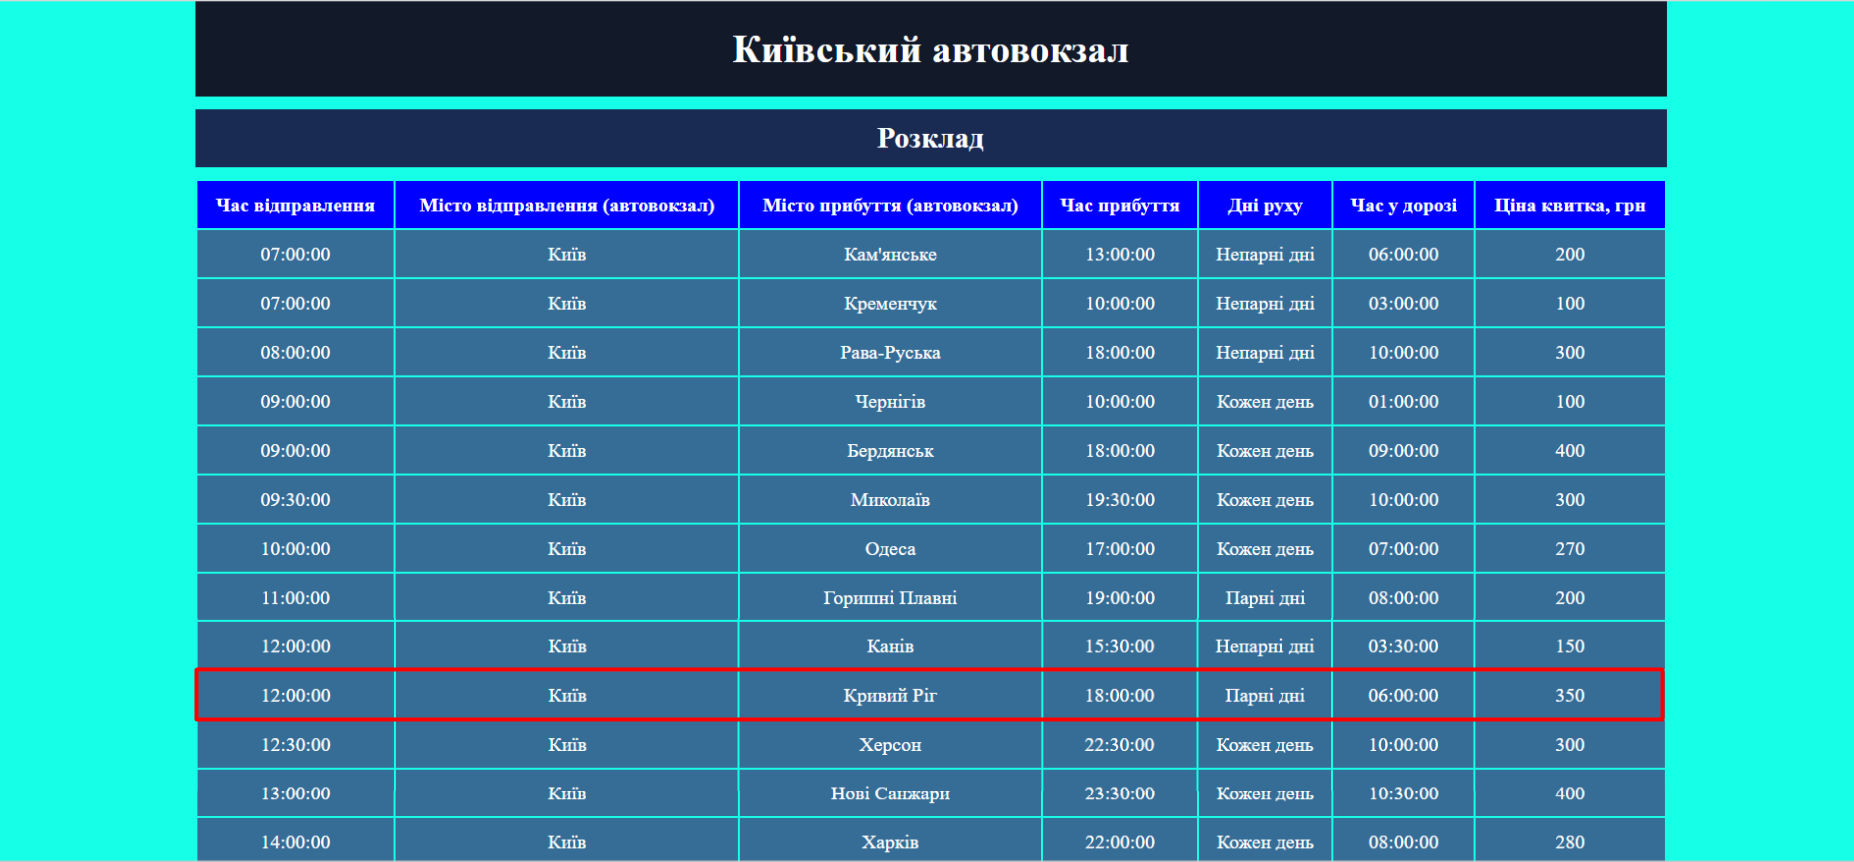 Київський автовокзал
Розклад
Час відправлення Місто відправлення (автовокзал) Місто прибуття (автовокзал) Час прибуття Дні руху Час у дорозі Ціна квитка, грн
07:00:00 Київ Кам'янське 13:00:00 Непарні дні 06:00:00 200
07:00:00 Київ Кременчук 10:00:00 Непарні дні 03:00:00 100
08:00:00 Київ Рава-Руська 18:00:00 Непарні дні 10:00:00 300
09:00:00 Київ Чернігів 10:00:00 Кожен день 01:00:00 100
09:00:00 Київ Бердянськ 18:00:00 Кожен день 09:00:00 400
09:30:00 Київ Миколаїв 19:30:00 Кожен день 10:00:00 300
10:00:00 Київ Одеса 17:00:00 Кожен день 07:00:00 270
11:00:00 Київ Горишні Плавні 19:00:00 Парні дні 08:00:00 200
12:00:00 Київ Канів 15:30:00 Непарні дні 03:30:00 150
12:00:00 Київ Кривий Ріг 18:00:00 Парні дні 06:00:00 350
12:30:00 Київ Херсон 22:30:00 Кожен день 10:00:00 300
13:00:00 Київ Нові Санжари 23:30:00 Кожен день 10:30:00 400
14:00:00 Київ Харків 22:00:00 Кожен день 08:00:00 280